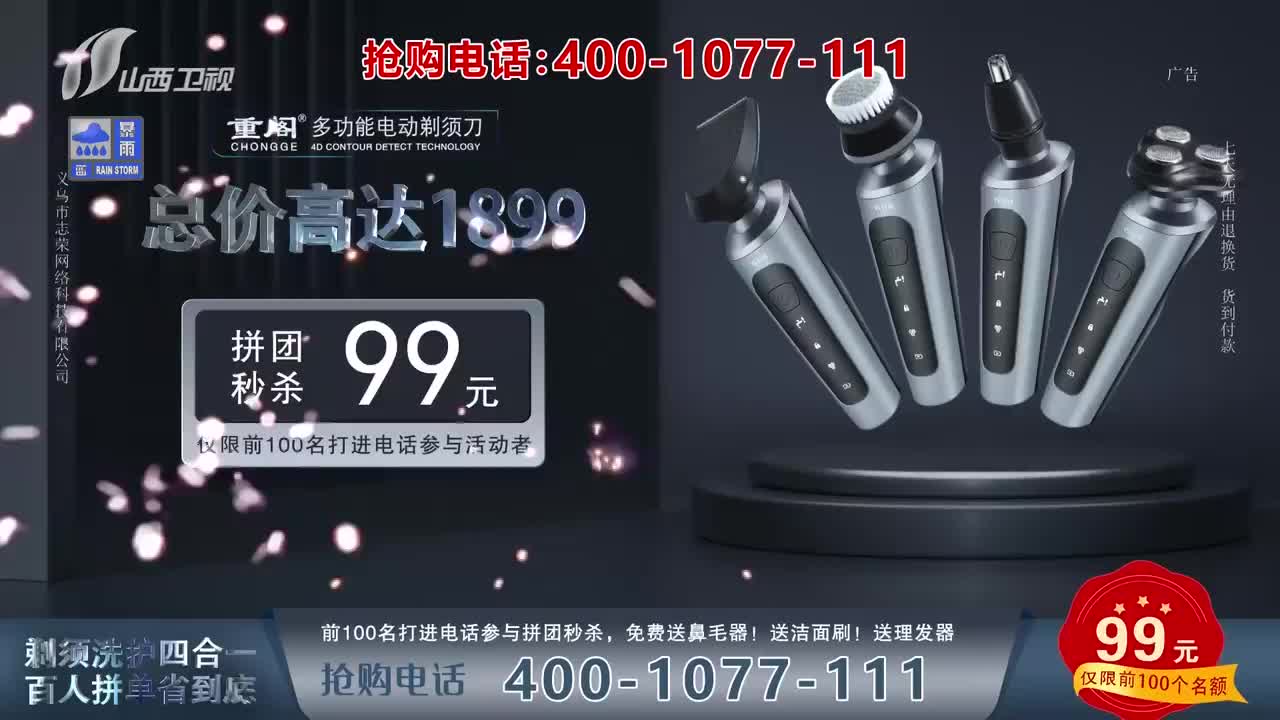 山西卫视
抢购电话:400-1077-111
广告
暴雨
蓝 RAIN STORM
重阁® 多功能电动剃须刀
CHONGGE 4D CONTOUR DETECT TECHNOLOGY
义乌市志荣网络科技有限公司
总价高达1899
拼团
秒杀 99元
仅限前100名打进电话参与活动者
七天无理由退换货 货到付款
剃须洗护四合一
百人拼单省到底
前100名打进电话参与拼团秒杀,免费送鼻毛器!送洁面刷!送理发器
抢购电话 400-1077-111
99元
仅限前100个名额